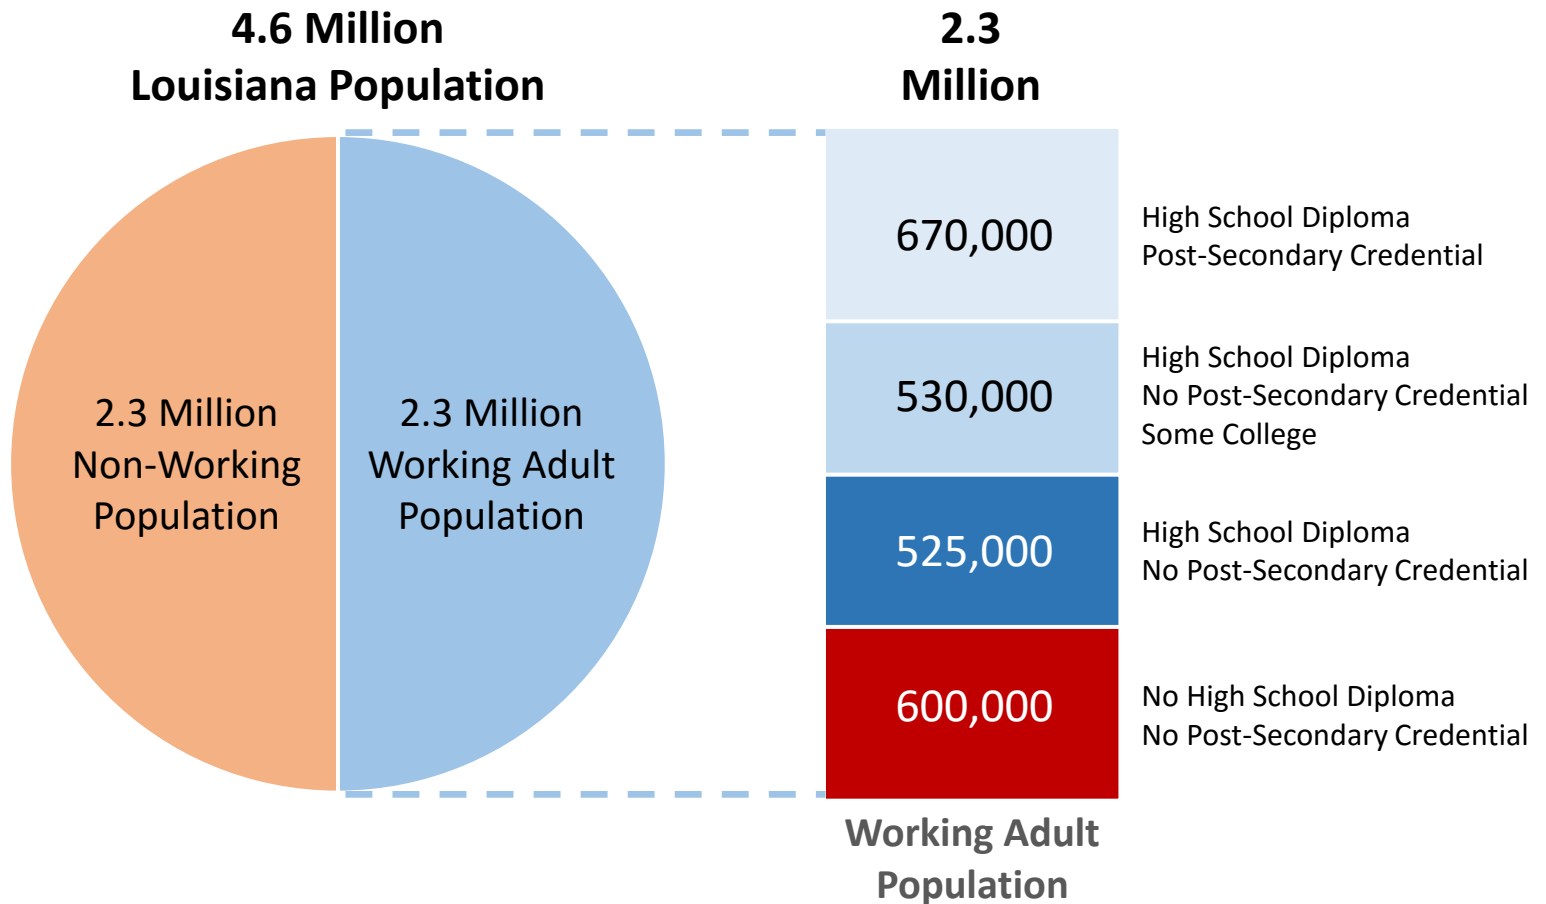 4.6 Million
Louisiana Population
2.3 Million
Non-Working
Population
2.3 Million
Working Adult
Population
2.3
Million
670,000
High School Diploma
Post-Secondary Credential
530,000
High School Diploma
No Post-Secondary Credential
Some College
525,000
High School Diploma
No Post-Secondary Credential
600,000
No High School Diploma
No Post-Secondary Credential
Working Adult
Population